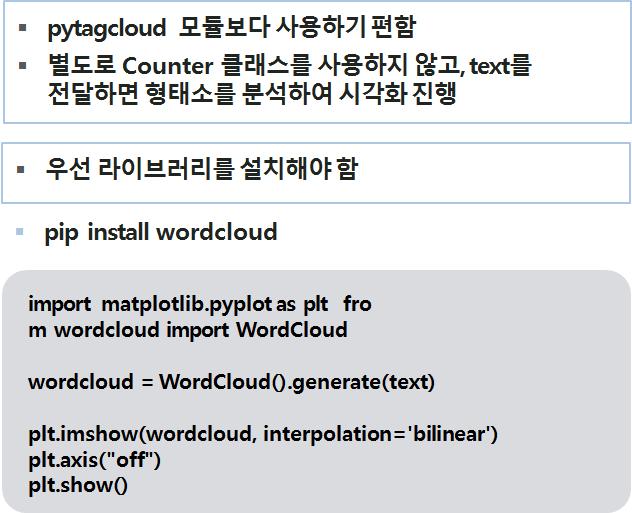 ▪ pytagcloud 모듈보다 사용하기 편함
▪ 별도로 Counter 클래스를 사용하지 않고, text를
전달하면 형태소를 분석하여 시각화 진행
▪ 우선 라이브러리를 설치해야 함
▪ pip install wordcloud
import matplotlib.pyplot as plt fro
m wordcloud import WordCloud
wordcloud = WordCloud().generate(text)
plt.imshow(wordcloud, interpolation='bilinear')
plt.axis("off")
plt.show()